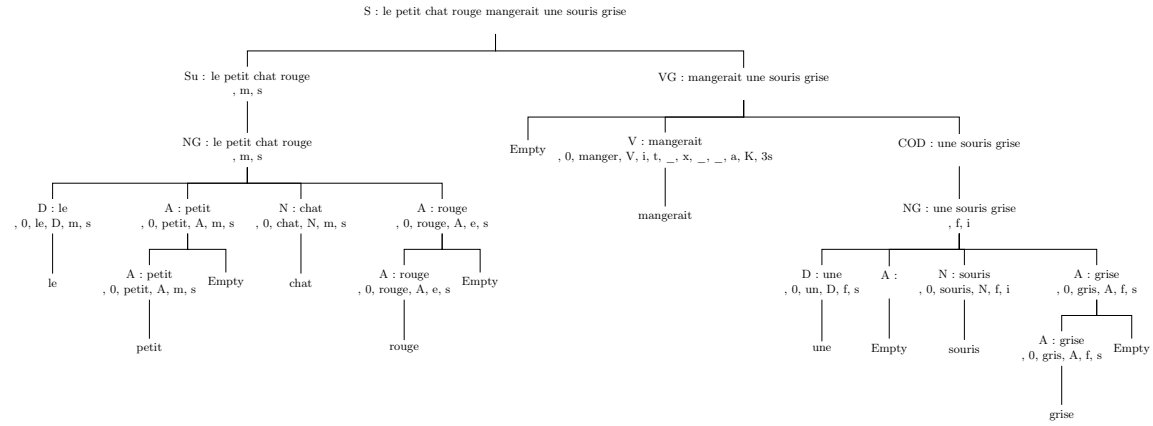 S : le petit chat rouge mangerait une souris grise
Su : le petit chat rouge
, m, s
VG : mangerait une souris grise
NG : le petit chat rouge
, m, s
Empty
V : mangerait
, 0, manger, V, i, t, _, x, _, _, a, K, 3s
COD : une souris grise
D : le
, 0, le, D, m, s
A : petit
, 0, petit, A, m, s
N : chat
, 0, chat, N, m, s
A : rouge
, 0, rouge, A, e, s
mangerait
NG : une souris grise
, f, i
le
A : petit
, 0, petit, A, m, s
Empty
chat
A : rouge
, 0, rouge, A, e, s
Empty
D : une
, 0, un, D, f, s
A :
N : souris
, 0, souris, N, f, i
A : grise
, 0, gris, A, f, s
petit
rouge
une
Empty
souris
A : grise
, 0, gris, A, f, s
Empty
grise